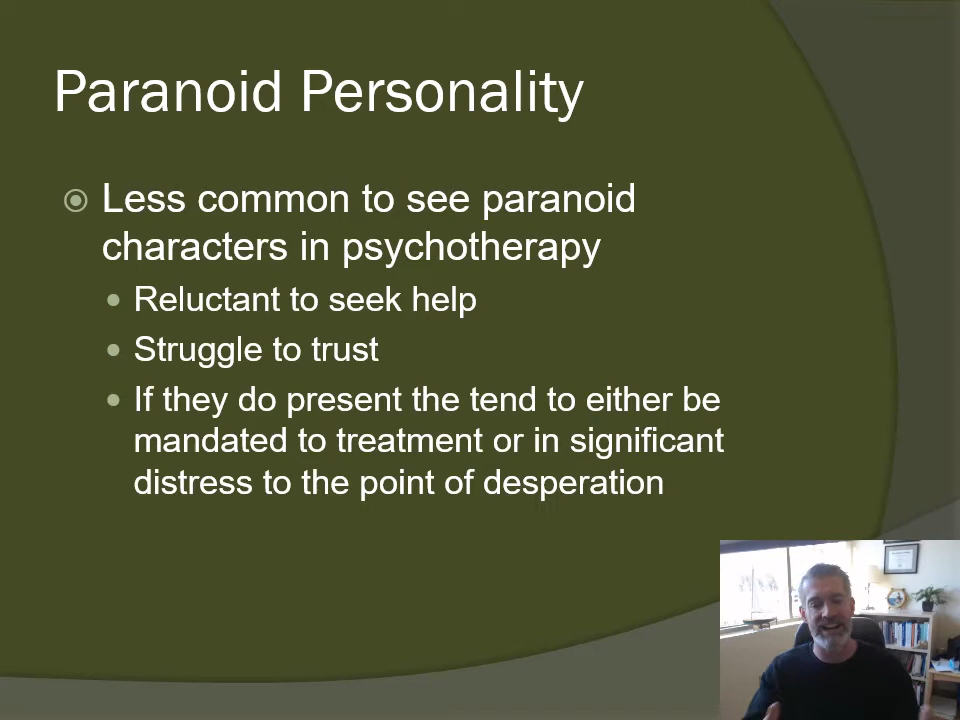 Paranoid Personality
Less common to see paranoid
characters in psychotherapy
Reluctant to seek help
Struggle to trust
If they do present the tend to either be
mandated to treatment or in significant
distress to the point of desperation